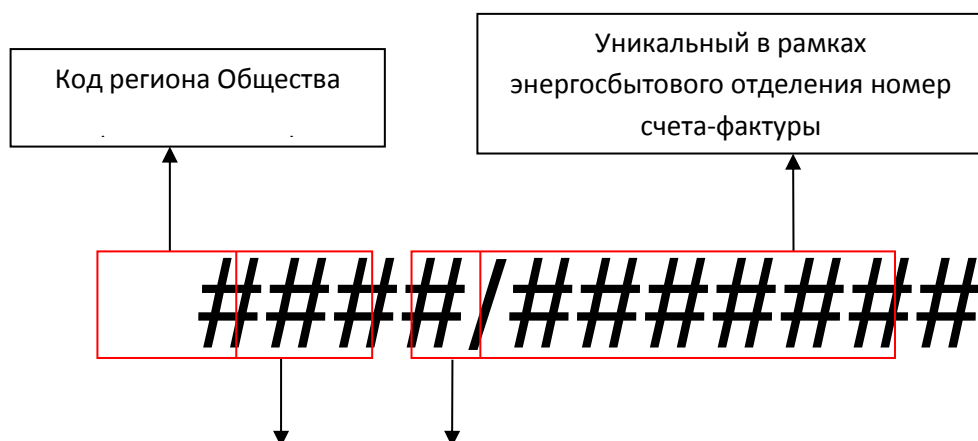 Код региона Общества
Уникальный в рамках
энергосбытового отделения номер
счета-фактуры
####/#######